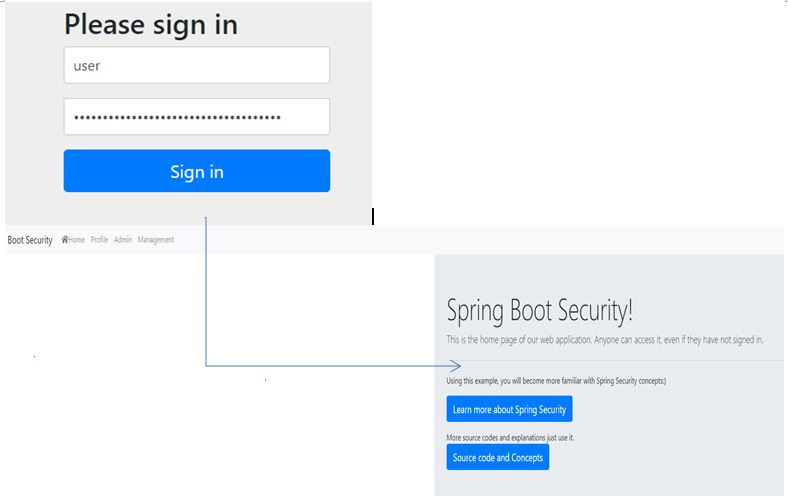 Please sign in
user
••••••••••••••••••••••••••••••••••••
Sign in
Boot Security Home Profile Admin Management
Spring Boot Security!
This is the home page of our web application. Anyone can access it, even if they have not signed in.
Using this example, you will become more familiar with Spring Security concepts:)
Learn more about Spring Security
More source codes and explanations just use it.
Source code and Concepts